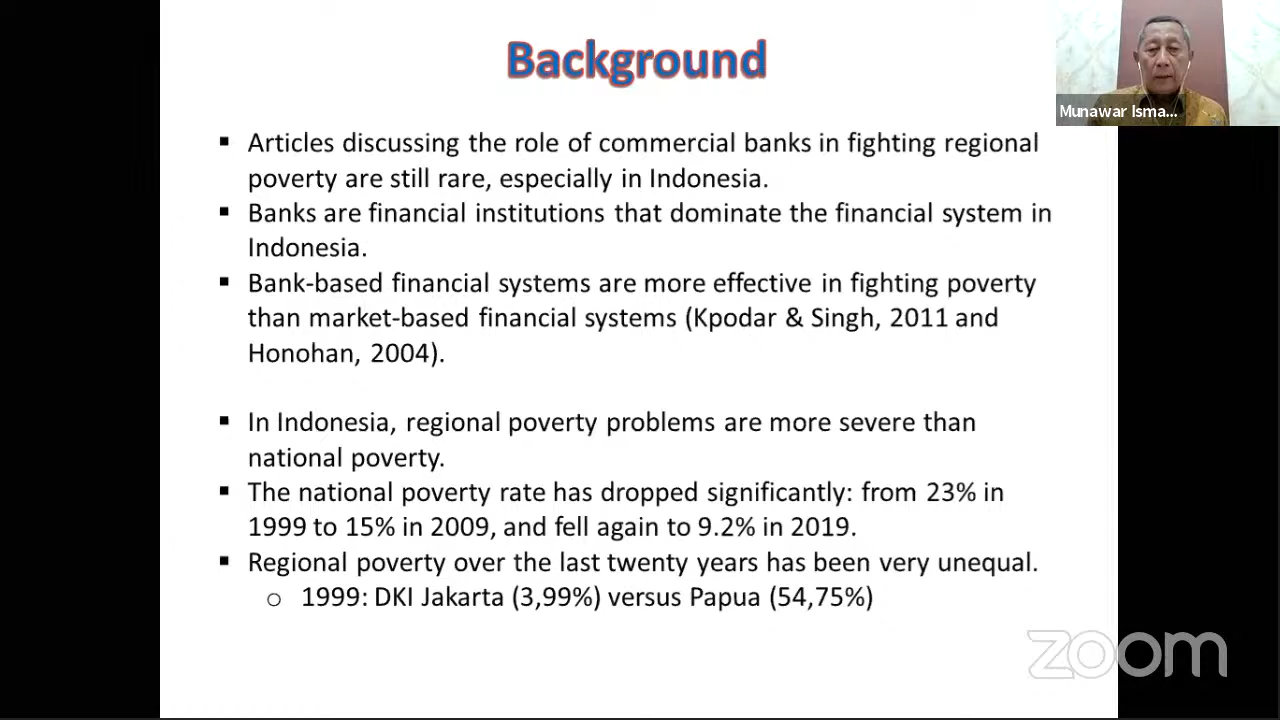 Background
Munawar Isma...
▪ Articles discussing the role of commercial banks in fighting regional
poverty are still rare, especially in Indonesia.
▪ Banks are financial institutions that dominate the financial system in
Indonesia.
▪ Bank-based financial systems are more effective in fighting poverty
than market-based financial systems (Kpodar & Singh, 2011 and
Honohan, 2004).
▪ In Indonesia, regional poverty problems are more severe than
national poverty.
▪ The national poverty rate has dropped significantly: from 23% in
1999 to 15% in 2009, and fell again to 9.2% in 2019.
▪ Regional poverty over the last twenty years has been very unequal.
o 1999: DKI Jakarta (3,99%) versus Papua (54,75%)
zoom